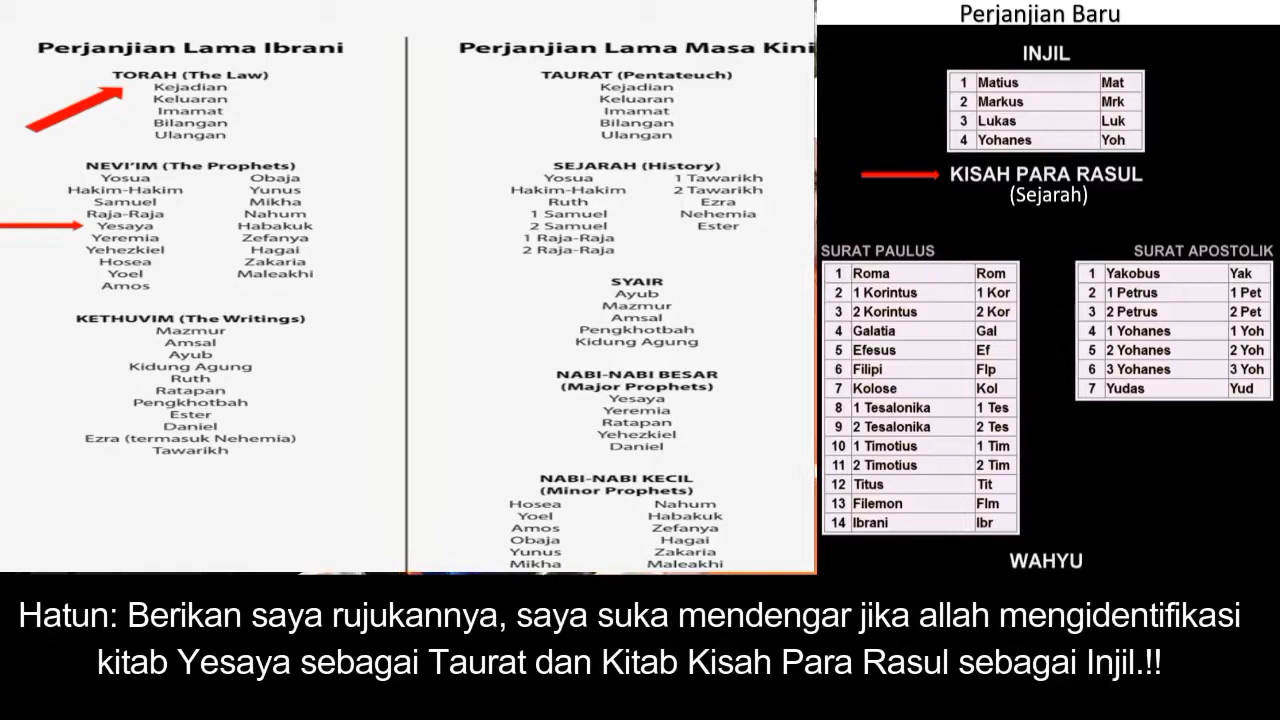 Perjanjian Lama Ibrani
TORAH (The Law)
Kejadian
Keluaran
Imamat
Bilangan
Ulangan
NEVI'IM (The Prophets)
Yosua Obaja
Hakim-Hakim Yunus
Samuel Mikha
Raja-Raja Nahum
Yesaya Habakuk
Yeremia Zefanya
Yehezkiel Hagai
Hosea Zakaria
Yoel Maleakhi
Amos
KETHUVIM (The Writings)
Mazmur
Amsal
Ayub
Kidung Agung
Ruth
Ratapan
Pengkhotbah
Ester
Daniel
Ezra (termasuk Nehemia)
Tawarikh
Perjanjian Lama Masa Kini
TAURAT (Pentateuch)
Kejadian
Keluaran
Imamat
Bilangan
Ulangan
SEJARAH (History)
Yosua 1 Tawarikh
Hakim-Hakim 2 Tawarikh
Ruth Ezra
1 Samuel Nehemia
2 Samuel Ester
1 Raja-Raja
2 Raja-Raja
SYAIR
Ayub
Mazmur
Amsal
Pengkhotbah
Kidung Agung
NABI-NABI BESAR
(Major Prophets)
Yesaya
Yeremia
Ratapan
Yehezkiel
Daniel
NABI-NABI KECIL
(Minor Prophets)
Hosea Nahum
Yoel Habakuk
Amos Zefanya
Obaja Hagai
Yunus Zakaria
Mikha Maleakhi
Perjanjian Baru
INJIL
1 Matius Mat
2 Markus Mrk
3 Lukas Luk
4 Yohanes Yoh
KISAH PARA RASUL
(Sejarah)
SURAT PAULUS
1 Roma Rom
2 1 Korintus 1 Kor
3 2 Korintus 2 Kor
4 Galatia Gal
5 Efesus Ef
6 Filipi Flp
7 Kolose Kol
8 1 Tesalonika 1 Tes
9 2 Tesalonika 2 Tes
10 1 Timotius 1 Tim
11 2 Timotius 2 Tim
12 Titus Tit
13 Filemon Flm
14 Ibrani Ibr
SURAT APOSTOLIK
1 Yakobus Yak
2 1 Petrus 1 Pet
3 2 Petrus 2 Pet
4 1 Yohanes 1 Yoh
5 2 Yohanes 2 Yoh
6 3 Yohanes 3 Yoh
7 Yudas Yud
WAHYU
Hatun: Berikan saya rujukannya, saya suka mendengar jika allah mengidentifikasi
kitab Yesaya sebagai Taurat dan Kitab Kisah Para Rasul sebagai Injil.!!